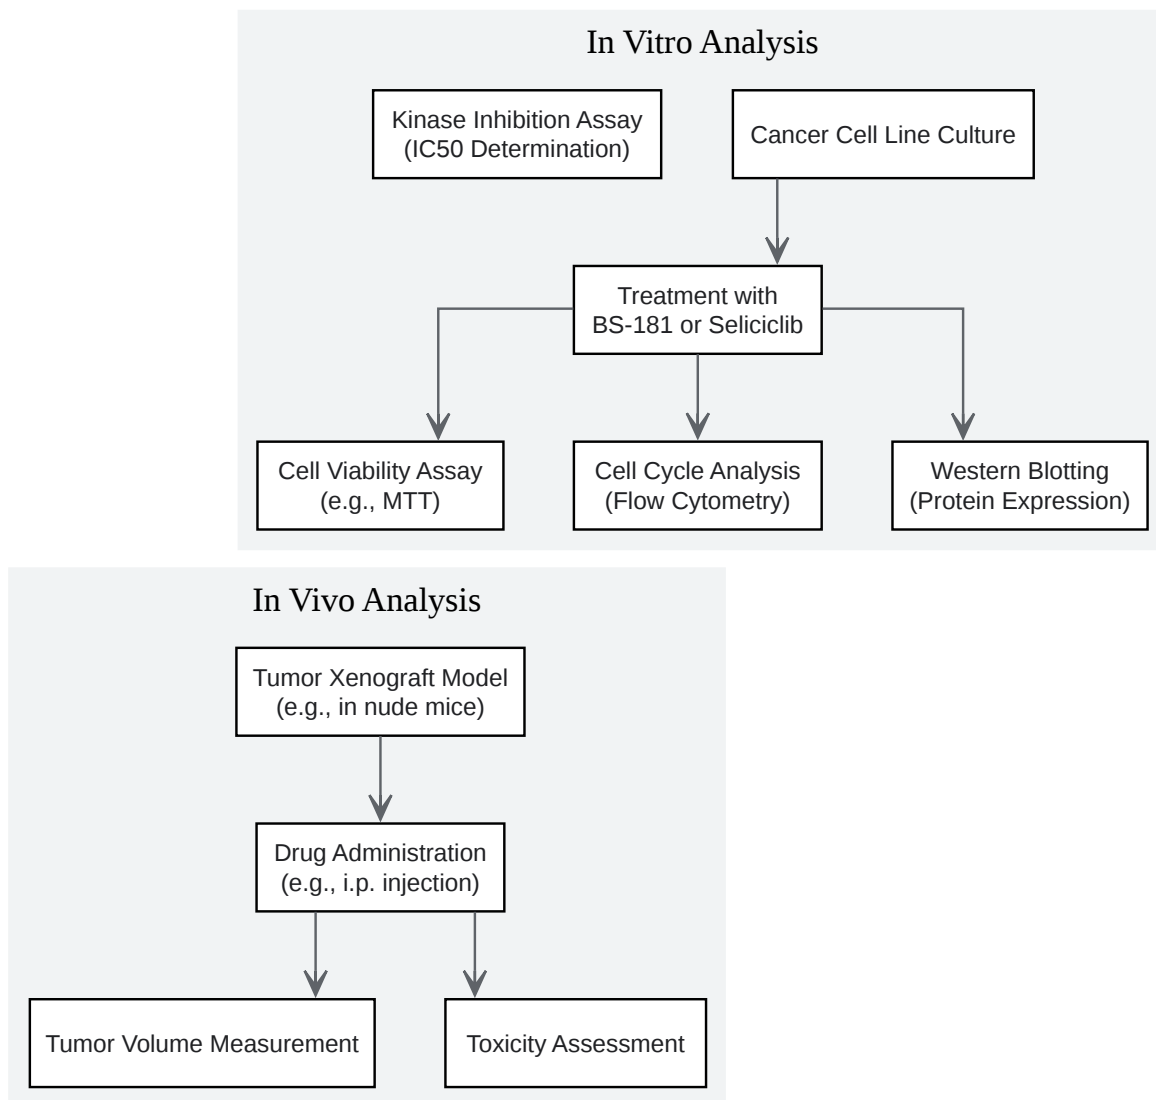 In Vitro Analysis
Kinase Inhibition Assay
(IC50 Determination)
Cancer Cell Line Culture
Treatment with
BS-181 or Seliciclib
Cell Viability Assay
(e.g., MTT)
Cell Cycle Analysis
(Flow Cytometry)
Western Blotting
(Protein Expression)
In Vivo Analysis
Tumor Xenograft Model
(e.g., in nude mice)
Drug Administration
(e.g., i.p. injection)
Tumor Volume Measurement
Toxicity Assessment